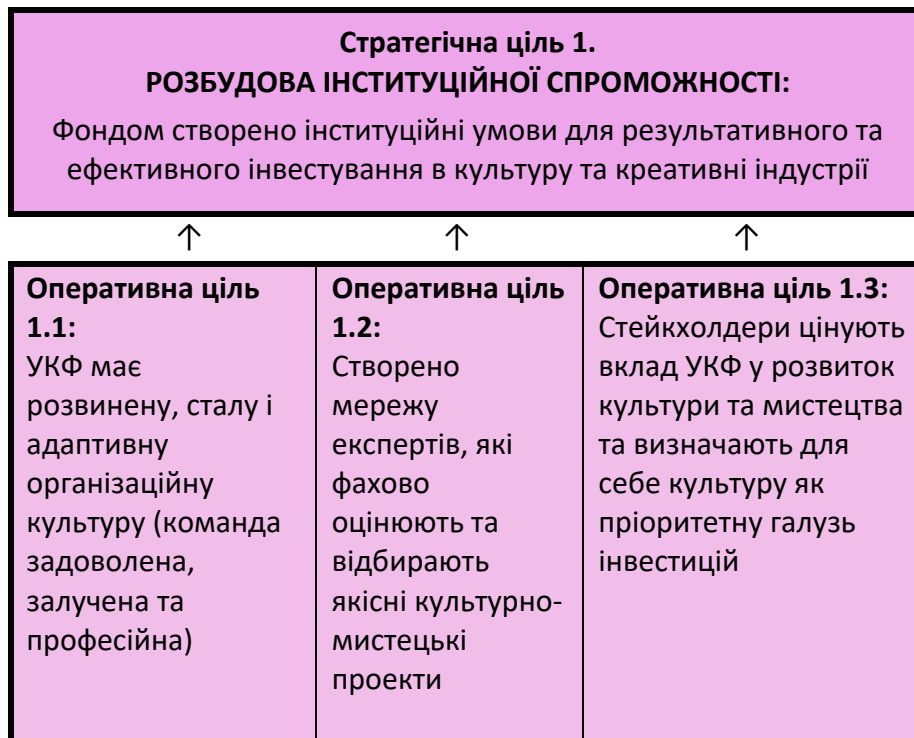 Стратегічна ціль 1.
РОЗБУДОВА ІНСТИТУЦІЙНОЇ СПРОМОЖНОСТІ:
Фондом створено інституційні умови для результативного та
ефективного інвестування в культуру та креативні індустрії
↑ ↑ ↑
Оперативна ціль
1.1:
УКФ має
розвинену, сталу і
адаптивну
організаційну
культуру (команда
задоволена,
залучена та
професійна)
Оперативна ціль
1.2:
Створено
мережу
експертів, які
фахово
оцінюють та
відбирають
якісні культурно-
мистецькі
проекти
Оперативна ціль 1.3:
Стейкхолдери цінують
вклад УКФ у розвиток
культури та мистецтва
та визначають для
себе культуру як
пріоритетну галузь
інвестицій